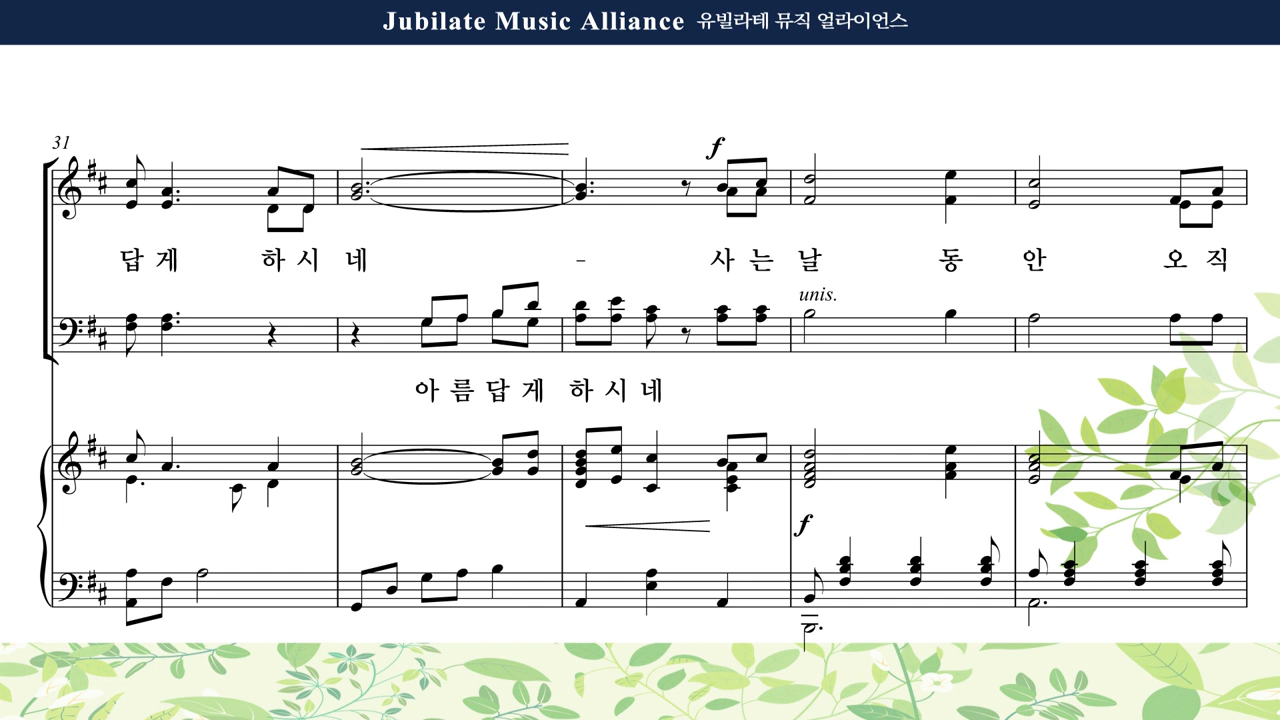 Jubilate Music Alliance 유빌라테 뮤직 얼라이언스
31
f
답게 하시네 - 사는날 동 안 오직
unis.
아름답게 하시네
f